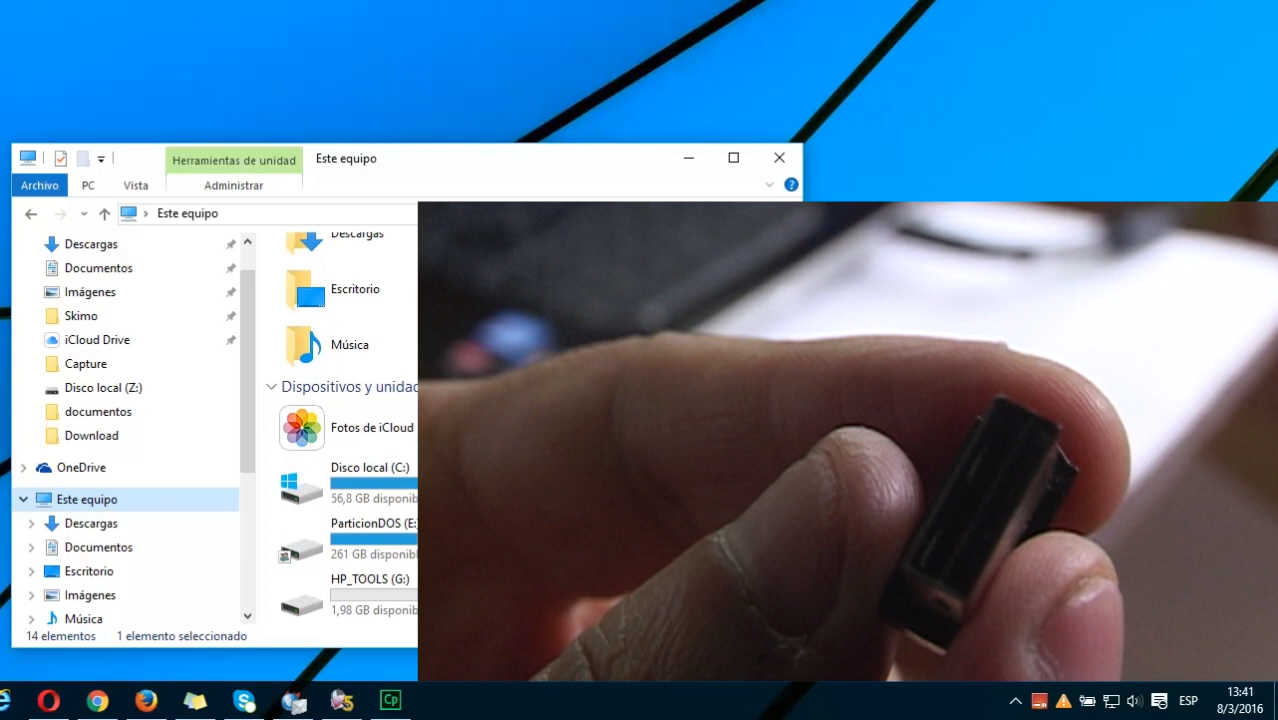 Herramientas de unidad
Este equipo
Archivo
PC
Vista
Administrar
Este equipo
Descargas
Documentos
Imágenes
Skimo
iCloud Drive
Capture
Disco local (Z:)
documentos
Download
OneDrive
Este equipo
Descargas
Documentos
Escritorio
Imágenes
Música
Descargas
Escritorio
Música
Dispositivos y unidad
Fotos de iCloud
Disco local (C:)
56,8 GB disponib
ParticionDOS (E:
261 GB disponibl
HP_TOOLS (G:)
1,98 GB disponib
14 elementos
1 elemento seleccionado
Cp
ESP
13:41
8/3/2016